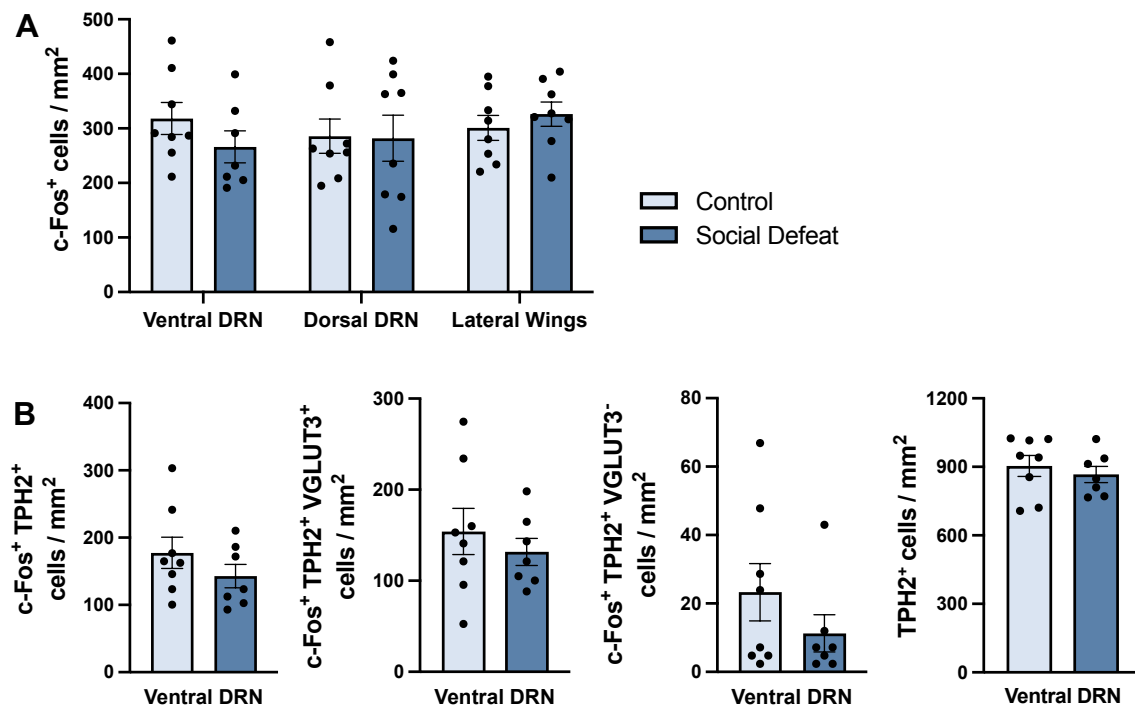 A
c-Fos⁺ cells / mm²
500
400
300
200
100
0
Ventral DRN
Dorsal DRN
Lateral Wings
Control
Social Defeat
B
c-Fos⁺ TPH2⁺
cells / mm²
400
300
200
100
0
Ventral DRN
c-Fos⁺ TPH2⁺ VGLUT3⁺
cells / mm²
300
200
100
0
Ventral DRN
c-Fos⁺ TPH2⁺ VGLUT3⁻
cells / mm²
80
60
40
20
0
Ventral DRN
TPH2⁺ cells / mm²
1200
900
600
300
0
Ventral DRN